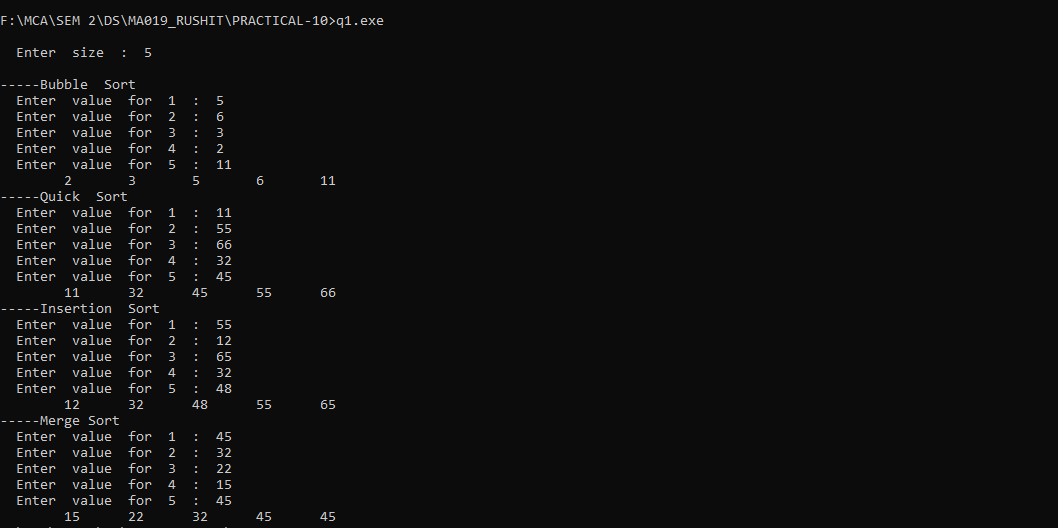 F:\MCA\SEM 2\DS\MA019_RUSHIT\PRACTICAL-10>q1.exe
Enter size : 5
-----Bubble Sort
Enter value for 1 : 5
Enter value for 2 : 6
Enter value for 3 : 3
Enter value for 4 : 2
Enter value for 5 : 11
2 3 5 6 11
-----Quick Sort
Enter value for 1 : 11
Enter value for 2 : 55
Enter value for 3 : 66
Enter value for 4 : 32
Enter value for 5 : 45
11 32 45 55 66
-----Insertion Sort
Enter value for 1 : 55
Enter value for 2 : 12
Enter value for 3 : 65
Enter value for 4 : 32
Enter value for 5 : 48
12 32 48 55 65
-----Merge Sort
Enter value for 1 : 45
Enter value for 2 : 32
Enter value for 3 : 22
Enter value for 4 : 15
Enter value for 5 : 45
15 22 32 45 45